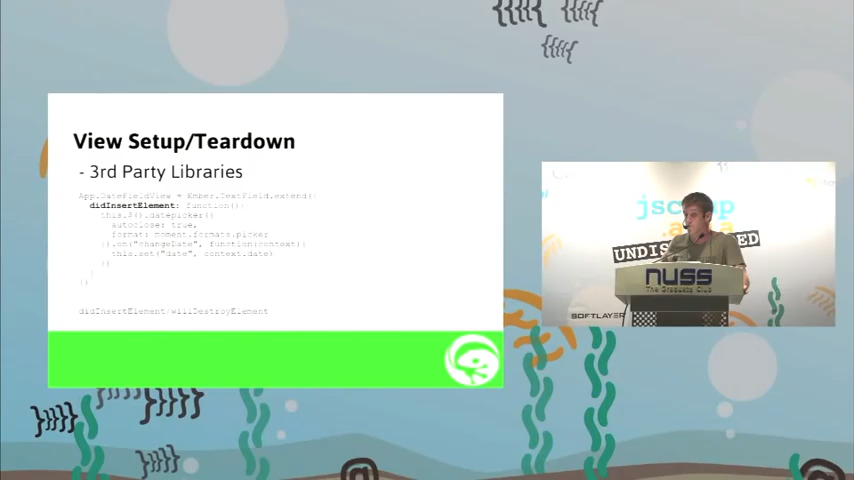 View Setup/Teardown
- 3rd Party Libraries
App.DateFieldView = Ember.TextField.extend({
didInsertElement: function(){
this.$().datepicker({
autoclose: true,
format: moment.formats.picker
}).on("changeDate", function(context){
this.set("date", context.date)
})
}
})
didInsertElement/willDestroyElement
jscamp
.asia
NUSS
The Graduate Club
SOFTLAYER